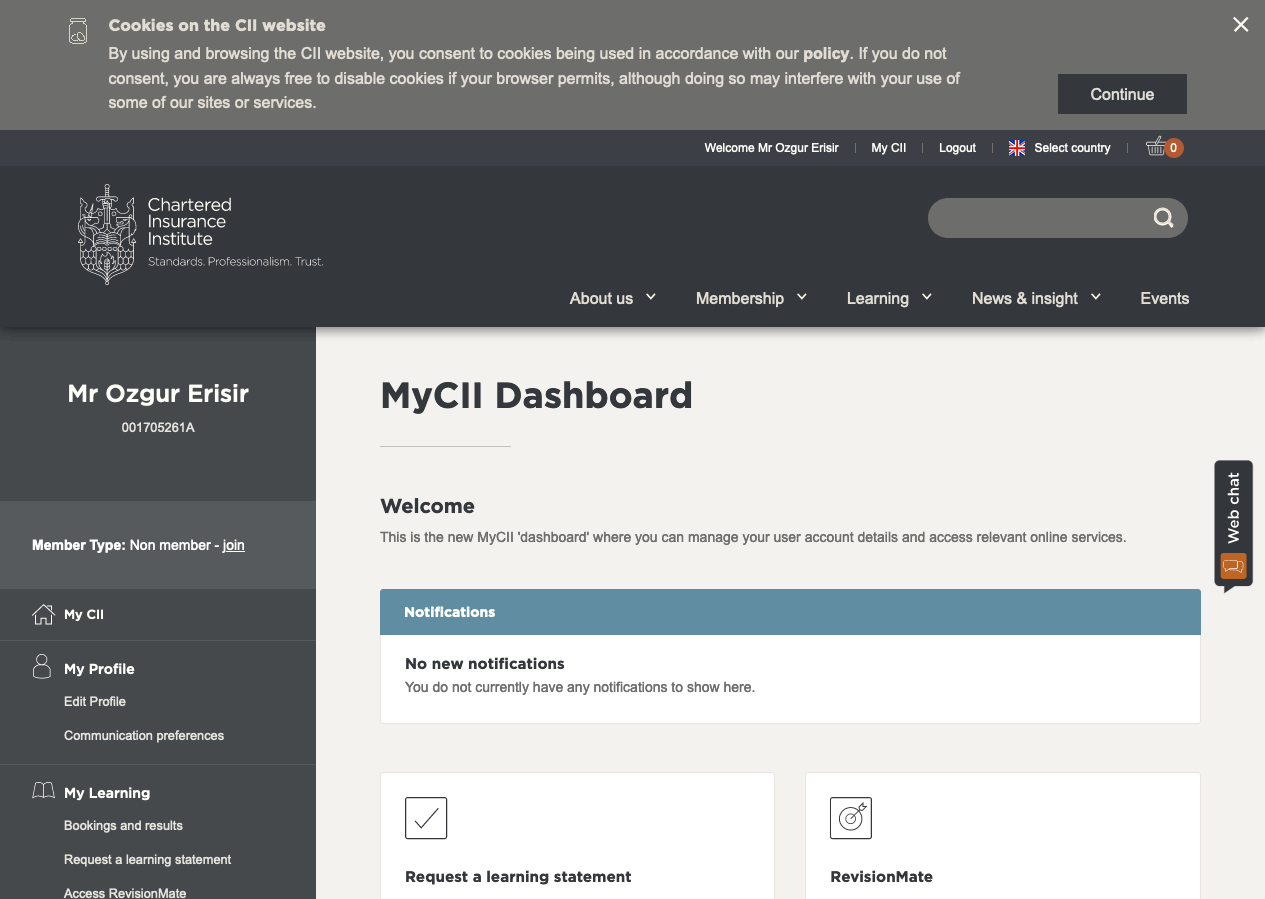 Cookies on the CII website
By using and browsing the CII website, you consent to cookies being used in accordance with our policy. If you do not
consent, you are always free to disable cookies if your browser permits, although doing so may interfere with your use of
some of our sites or services.
Continue
Welcome Mr Ozgur Erisir
My CII
Logout
Select country
0
Chartered
Insurance
Institute
Standards. Professionalism. Trust.
About us
Membership
Learning
News & insight
Events
Mr Ozgur Erisir
001705261A
Member Type: Non member - join
My CII
My Profile
Edit Profile
Communication preferences
My Learning
Bookings and results
Request a learning statement
Access RevisionMate
MyCII Dashboard
Welcome
This is the new MyCII 'dashboard' where you can manage your user account details and access relevant online services.
Notifications
No new notifications
You do not currently have any notifications to show here.
Request a learning statement
RevisionMate
Web chat